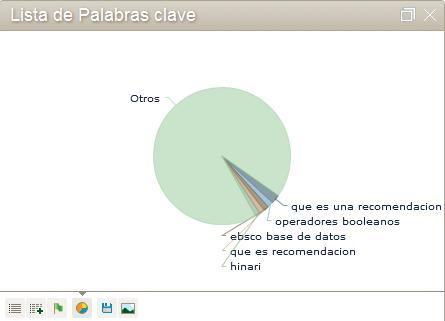 Lista de Palabras clave
Otros
que es una recomendacion
operadores booleanos
ebsco base de datos
que es recomendacion
hinari